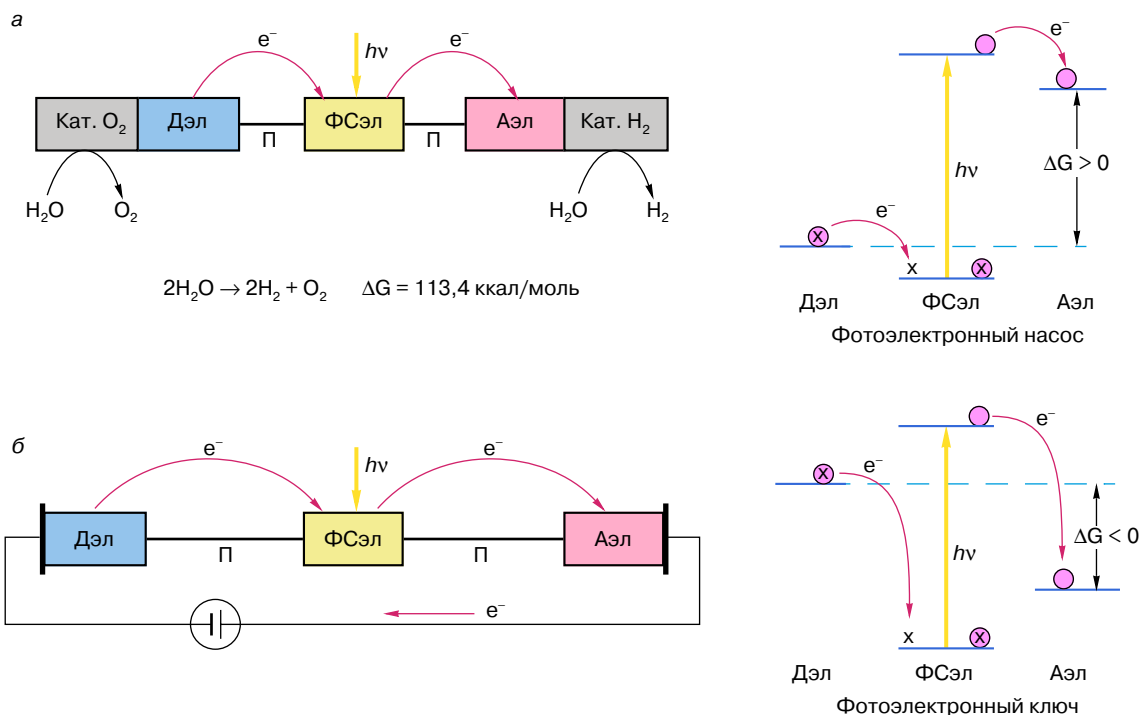 а
e⁻ e⁻
hν
Кат. O₂ Дэл ФСэл Аэл Кат. H₂
П П
H₂O O₂ H₂O H₂
2H₂O → 2H₂ + O₂ ΔG = 113,4 ккал/моль
e⁻
ΔG > 0
hν
e⁻
x
x x
Дэл ФСэл Аэл
Фотоэлектронный насос
б
e⁻ e⁻
hν
Дэл ФСэл Аэл
П П
e⁻
e⁻
x e⁻
hν
ΔG < 0
x x
Дэл ФСэл Аэл
Фотоэлектронный ключ